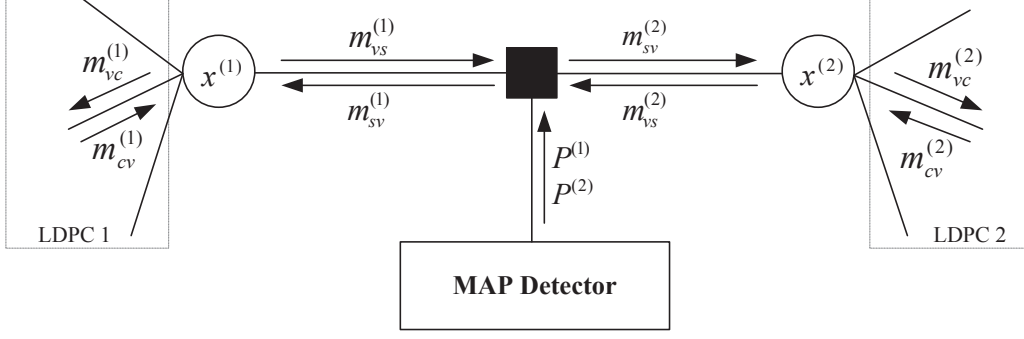 m_{vc}^{(1)}
m_{cv}^{(1)}
LDPC 1
x^{(1)}
m_{vs}^{(1)}
m_{sv}^{(1)}
m_{sv}^{(2)}
m_{vs}^{(2)}
P^{(1)}
P^{(2)}
MAP Detector
x^{(2)}
m_{vc}^{(2)}
m_{cv}^{(2)}
LDPC 2